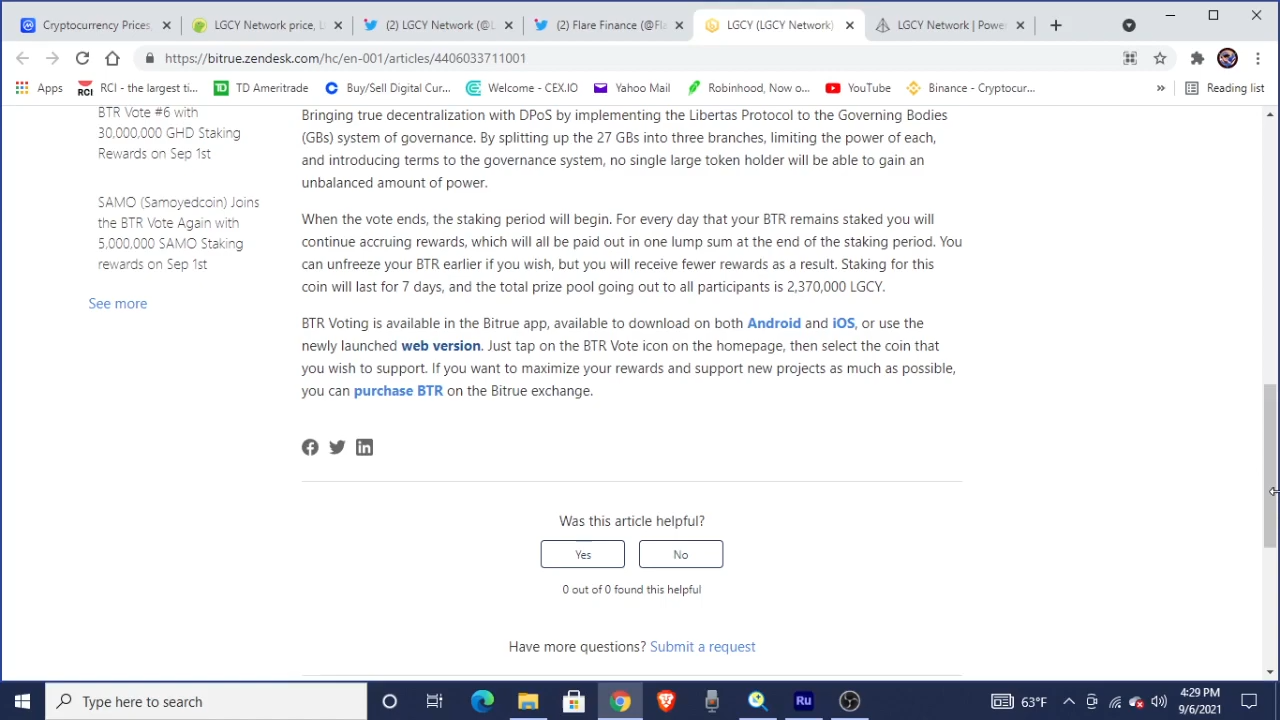 Cryptocurrency Prices
LGCY Network price, L
(2) LGCY Network (@L
(2) Flare Finance (@Fla
LGCY (LGCY Network)
LGCY Network | Power
https://bitrue.zendesk.com/hc/en-001/articles/4406033711001
Apps
RCI
RCI - the largest ti...
TD
TD Ameritrade
Buy/Sell Digital Cur...
Welcome - CEX.IO
Yahoo Mail
Robinhood, Now o...
YouTube
Binance - Cryptocur...
»
Reading list
BTR Vote #6 with
30,000,000 GHD Staking
Rewards on Sep 1st
SAMO (Samoyedcoin) Joins
the BTR Vote Again with
5,000.000 SAMO Staking
rewards on Sep 1st
See more
Bringing true decentralization with DPoS by implementing the Libertas Protocol to the Governing Bodies
(GBs) system of governance. By splitting up the 27 GBs into three branches, limiting the power of each,
and introducing terms to the governance system, no single large token holder will be able to gain an
unbalanced amount of power.
When the vote ends, the staking period will begin. For every day that your BTR remains staked you will
continue accruing rewards, which will all be paid out in one lump sum at the end of the staking period. You
can unfreeze your BTR earlier if you wish, but you will receive fewer rewards as a result. Staking for this
coin will last for 7 days, and the total prize pool going out to all participants is 2,370,000 LGCY.
BTR Voting is available in the Bitrue app, available to download on both Android and iOS, or use the
newly launched web version. Just tap on the BTR Vote icon on the homepage, then select the coin that
you wish to support. If you want to maximize your rewards and support new projects as much as possible,
you can purchase BTR on the Bitrue exchange.
Was this article helpful?
Yes
No
0 out of 0 found this helpful
Have more questions? Submit a request
Type here to search
Ru
63°F
4:29 PM
9/6/2021